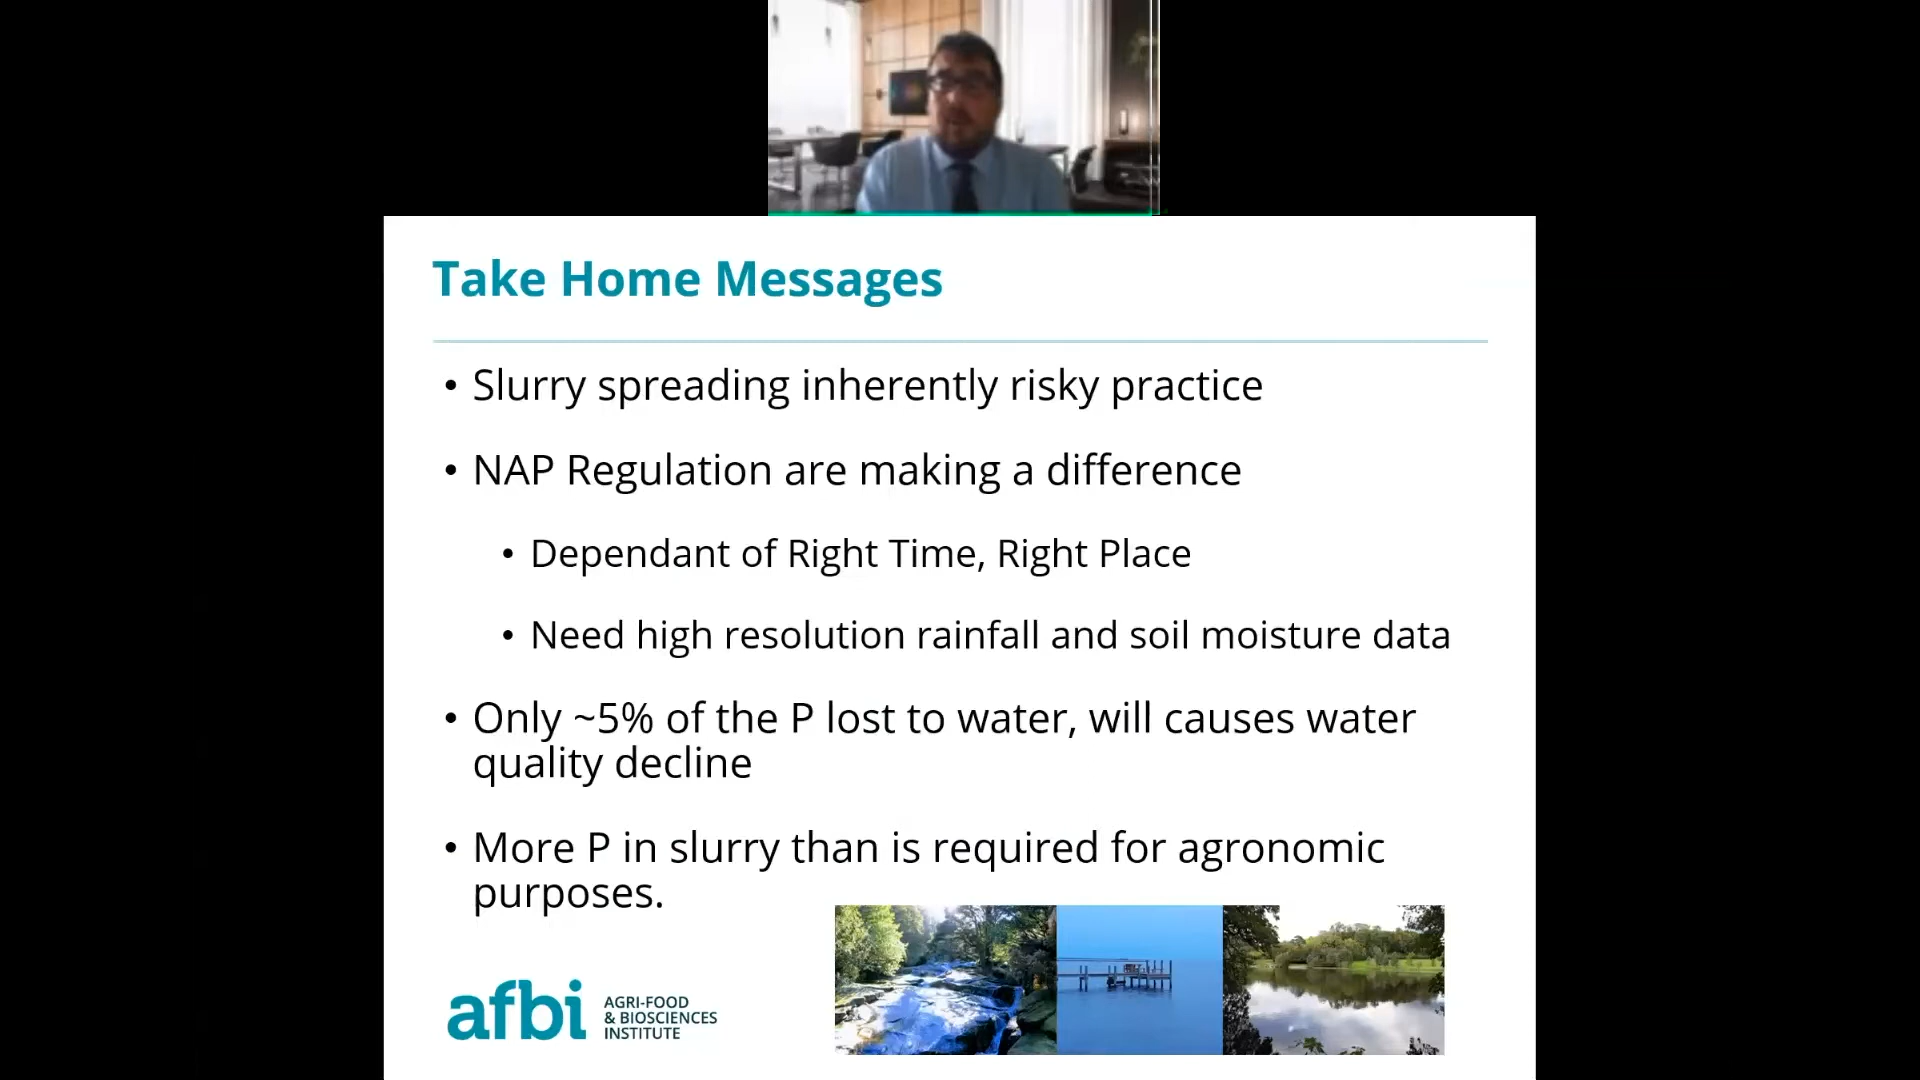 Take Home Messages
• Slurry spreading inherently risky practice
• NAP Regulation are making a difference
• Dependant of Right Time, Right Place
• Need high resolution rainfall and soil moisture data
• Only ~5% of the P lost to water, will causes water
quality decline
• More P in slurry than is required for agronomic
purposes.
afbi
AGRI-FOOD
& BIOSCIENCES
INSTITUTE